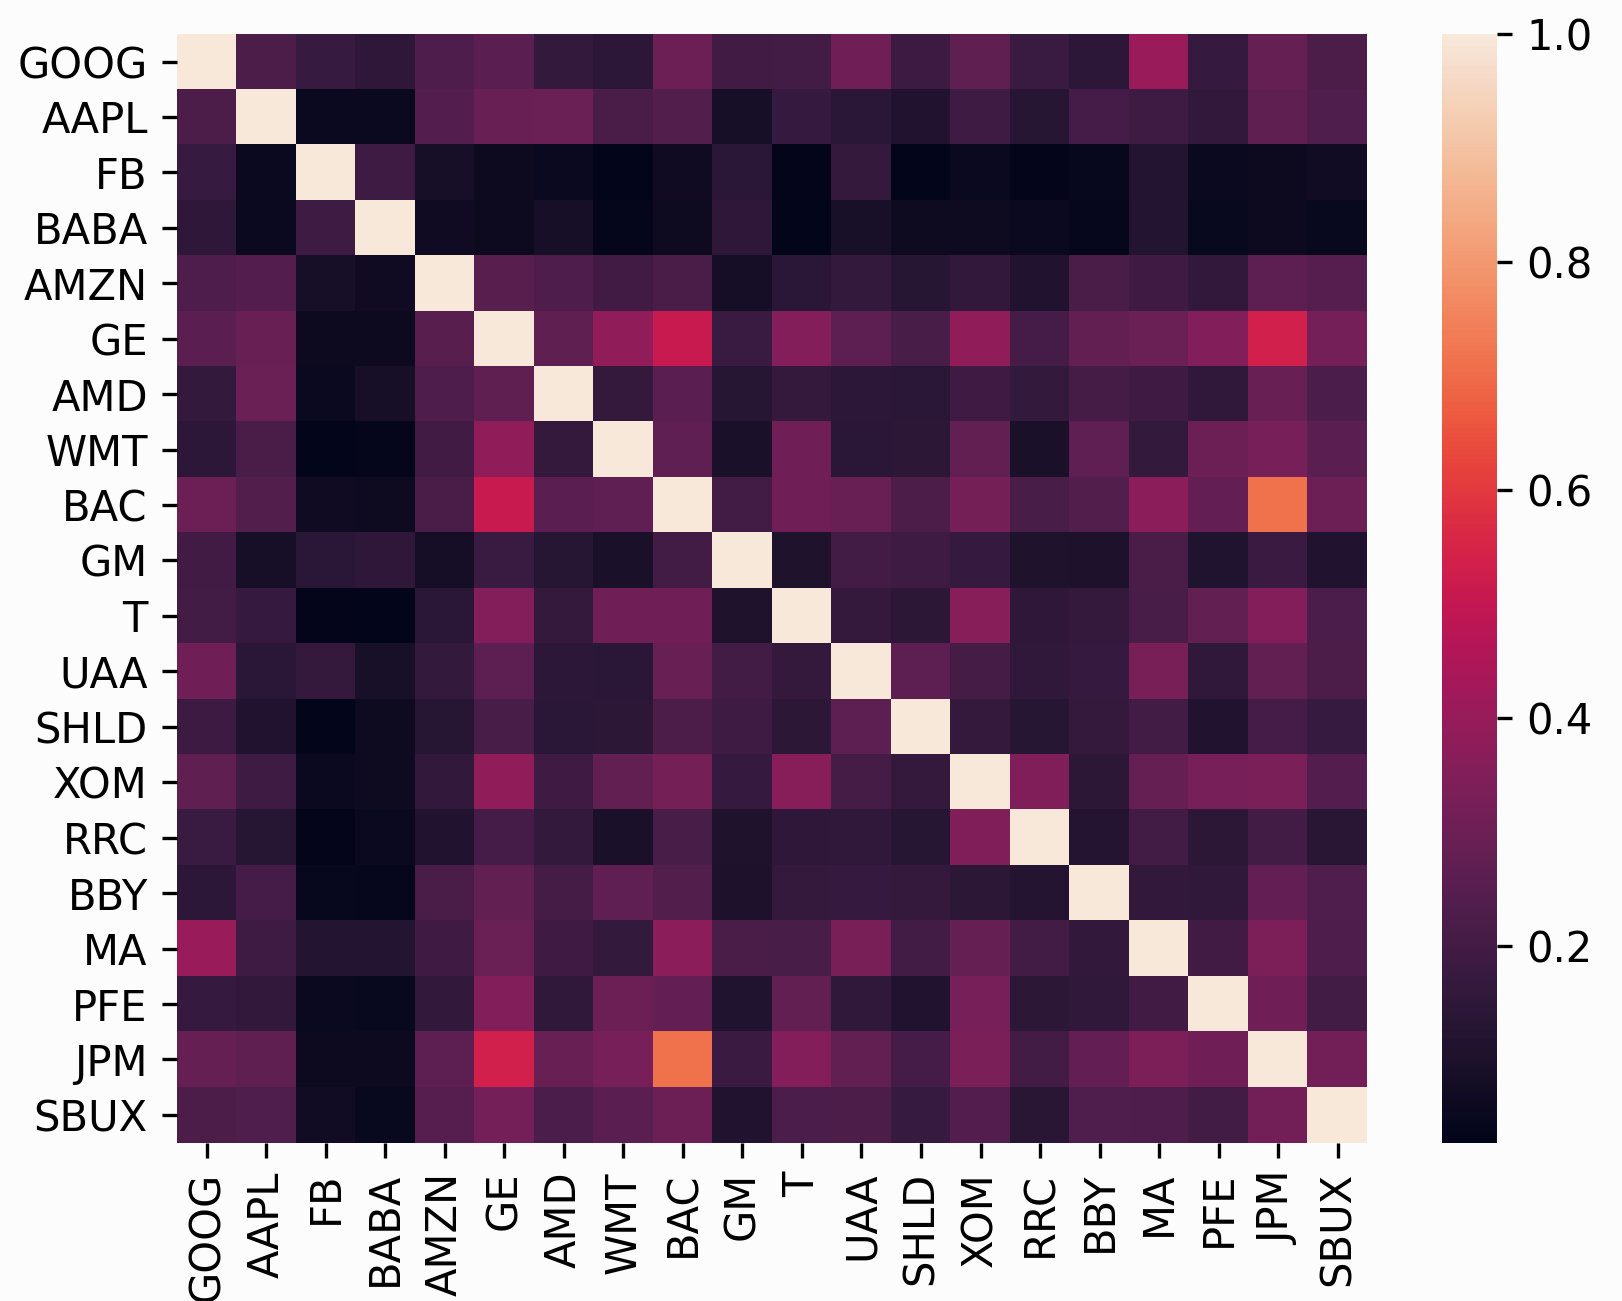 GOOG
AAPL
FB
BABA
AMZN
GE
AMD
WMT
BAC
GM
T
UAA
SHLD
XOM
RRC
BBY
MA
PFE
JPM
SBUX
GOOG
AAPL
FB
BABA
AMZN
GE
AMD
WMT
BAC
GM
T
UAA
SHLD
XOM
RRC
BBY
MA
PFE
JPM
SBUX
1.0
0.8
0.6
0.4
0.2